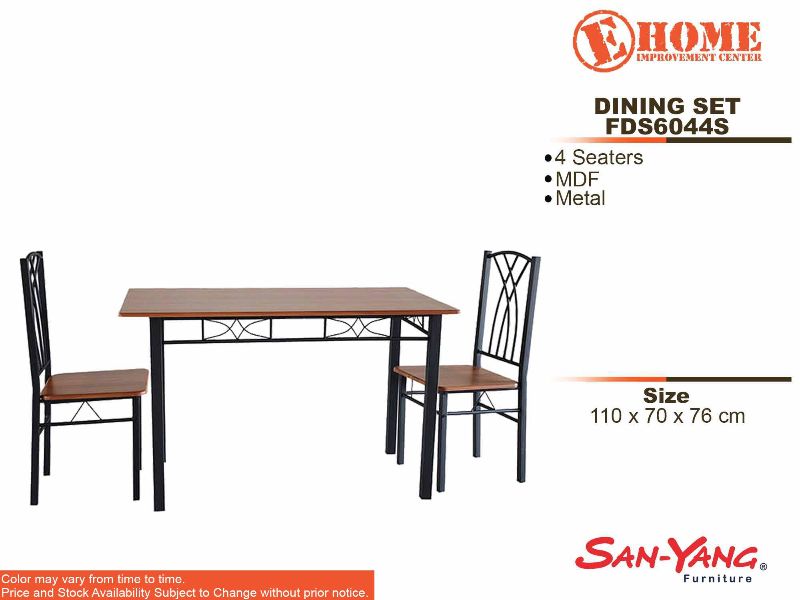 E HOME
IMPROVEMENT CENTER
DINING SET
FDS6044S
•4 Seaters
•MDF
•Metal
Size
110 x 70 x 76 cm
SAN-YANG®
Furniture
Color may vary from time to time.
Price and Stock Availability Subject to Change without prior notice.